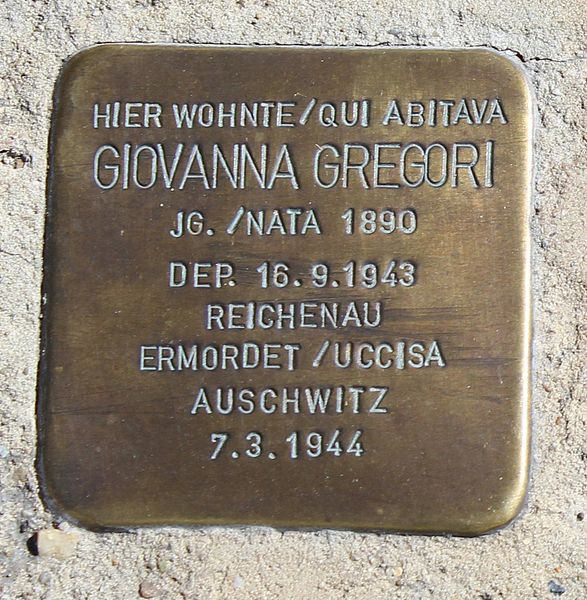 HIER WOHNTE/QUI ABITAVA
GIOVANNA GREGORI
JG. /NATA 1890
DEP. 16.9.1943
REICHENAU
ERMORDET /UCCISA
AUSCHWITZ
7.3.1944